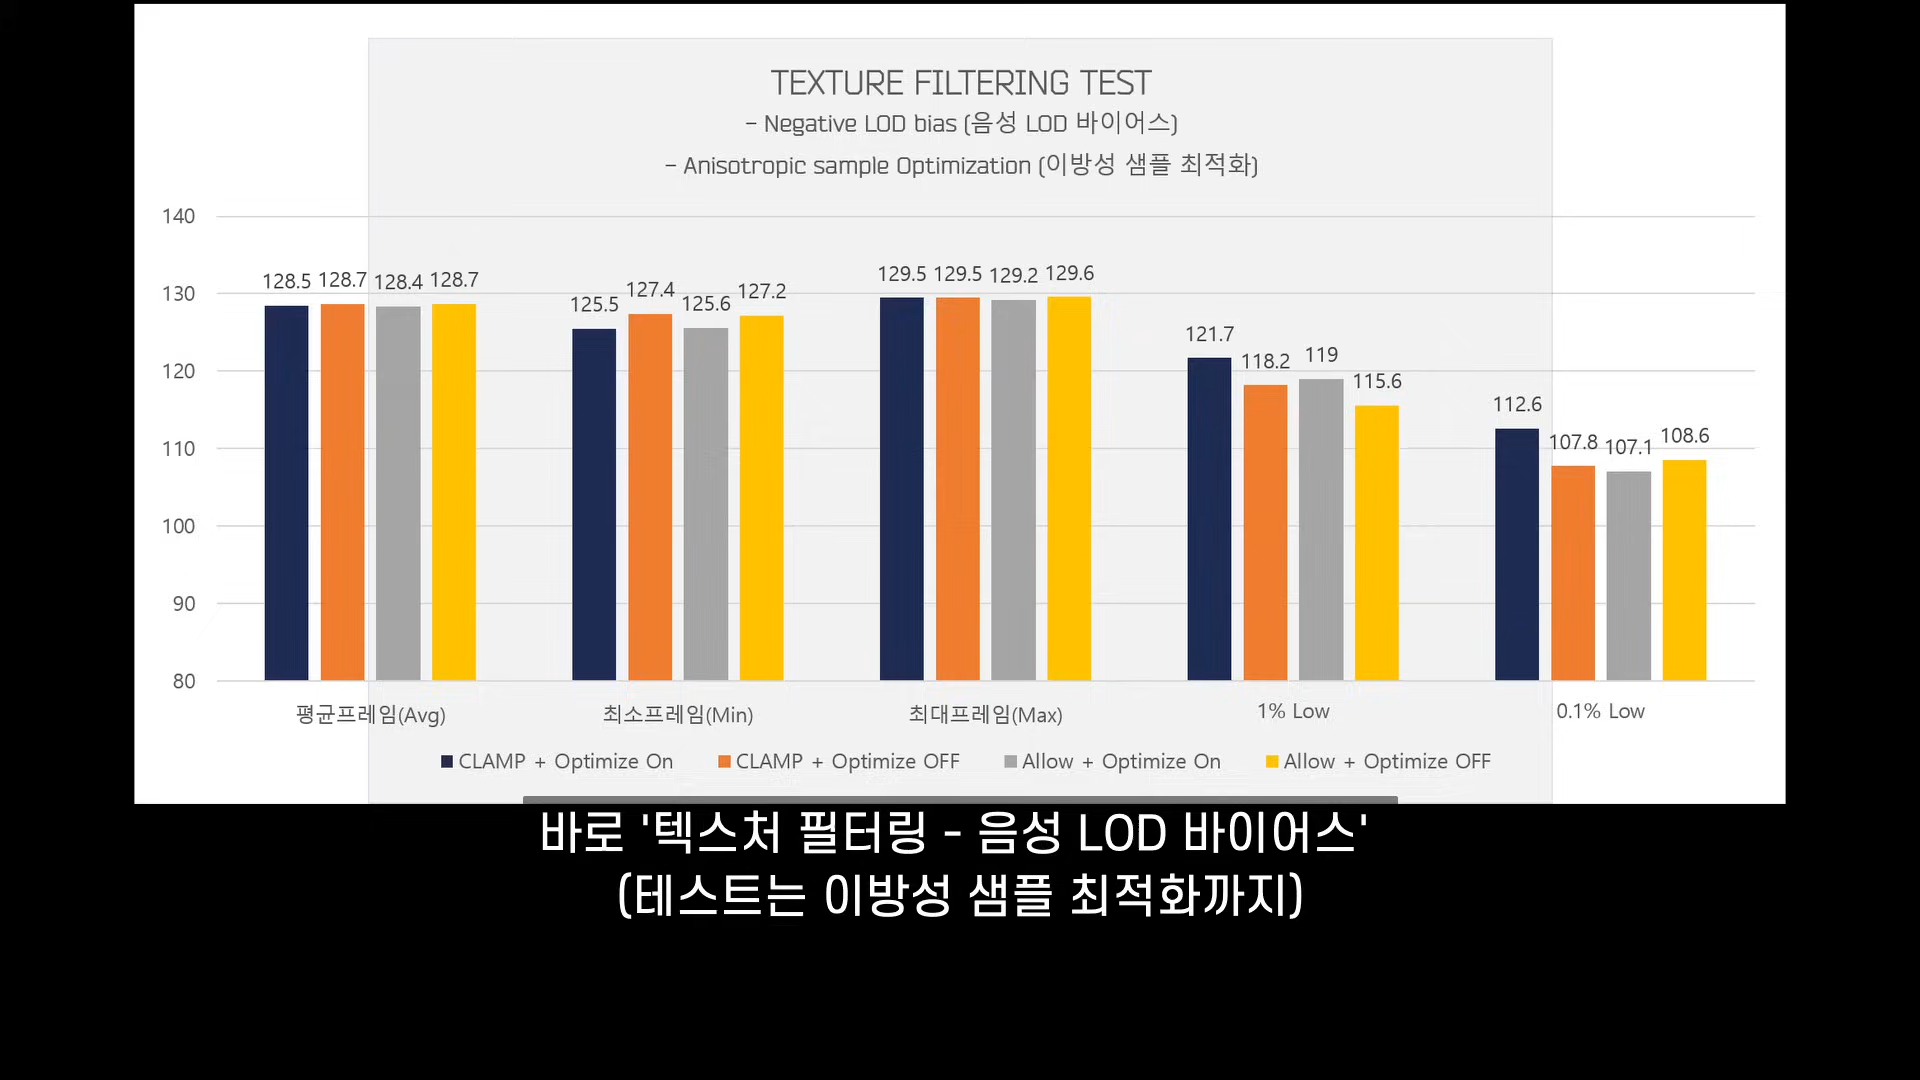 TEXTURE FILTERING TEST
- Negative LOD bias (음성 LOD 바이어스)
- Anisotropic sample Optimization (이방성 샘플 최적화)
140
130
120
110
100
90
80
128.5 128.7 128.4 128.7
125.5 127.4 125.6 127.2
129.5 129.5 129.2 129.6
121.7 118.2 119 115.6
112.6 107.8 107.1 108.6
평균프레임(Avg) 최소프레임(Min) 최대프레임(Max) 1% Low 0.1% Low
CLAMP + Optimize On CLAMP + Optimize OFF Allow + Optimize On Allow + Optimize OFF
바로 '텍스처 필터링 - 음성 LOD 바이어스'
(테스트는 이방성 샘플 최적화까지)